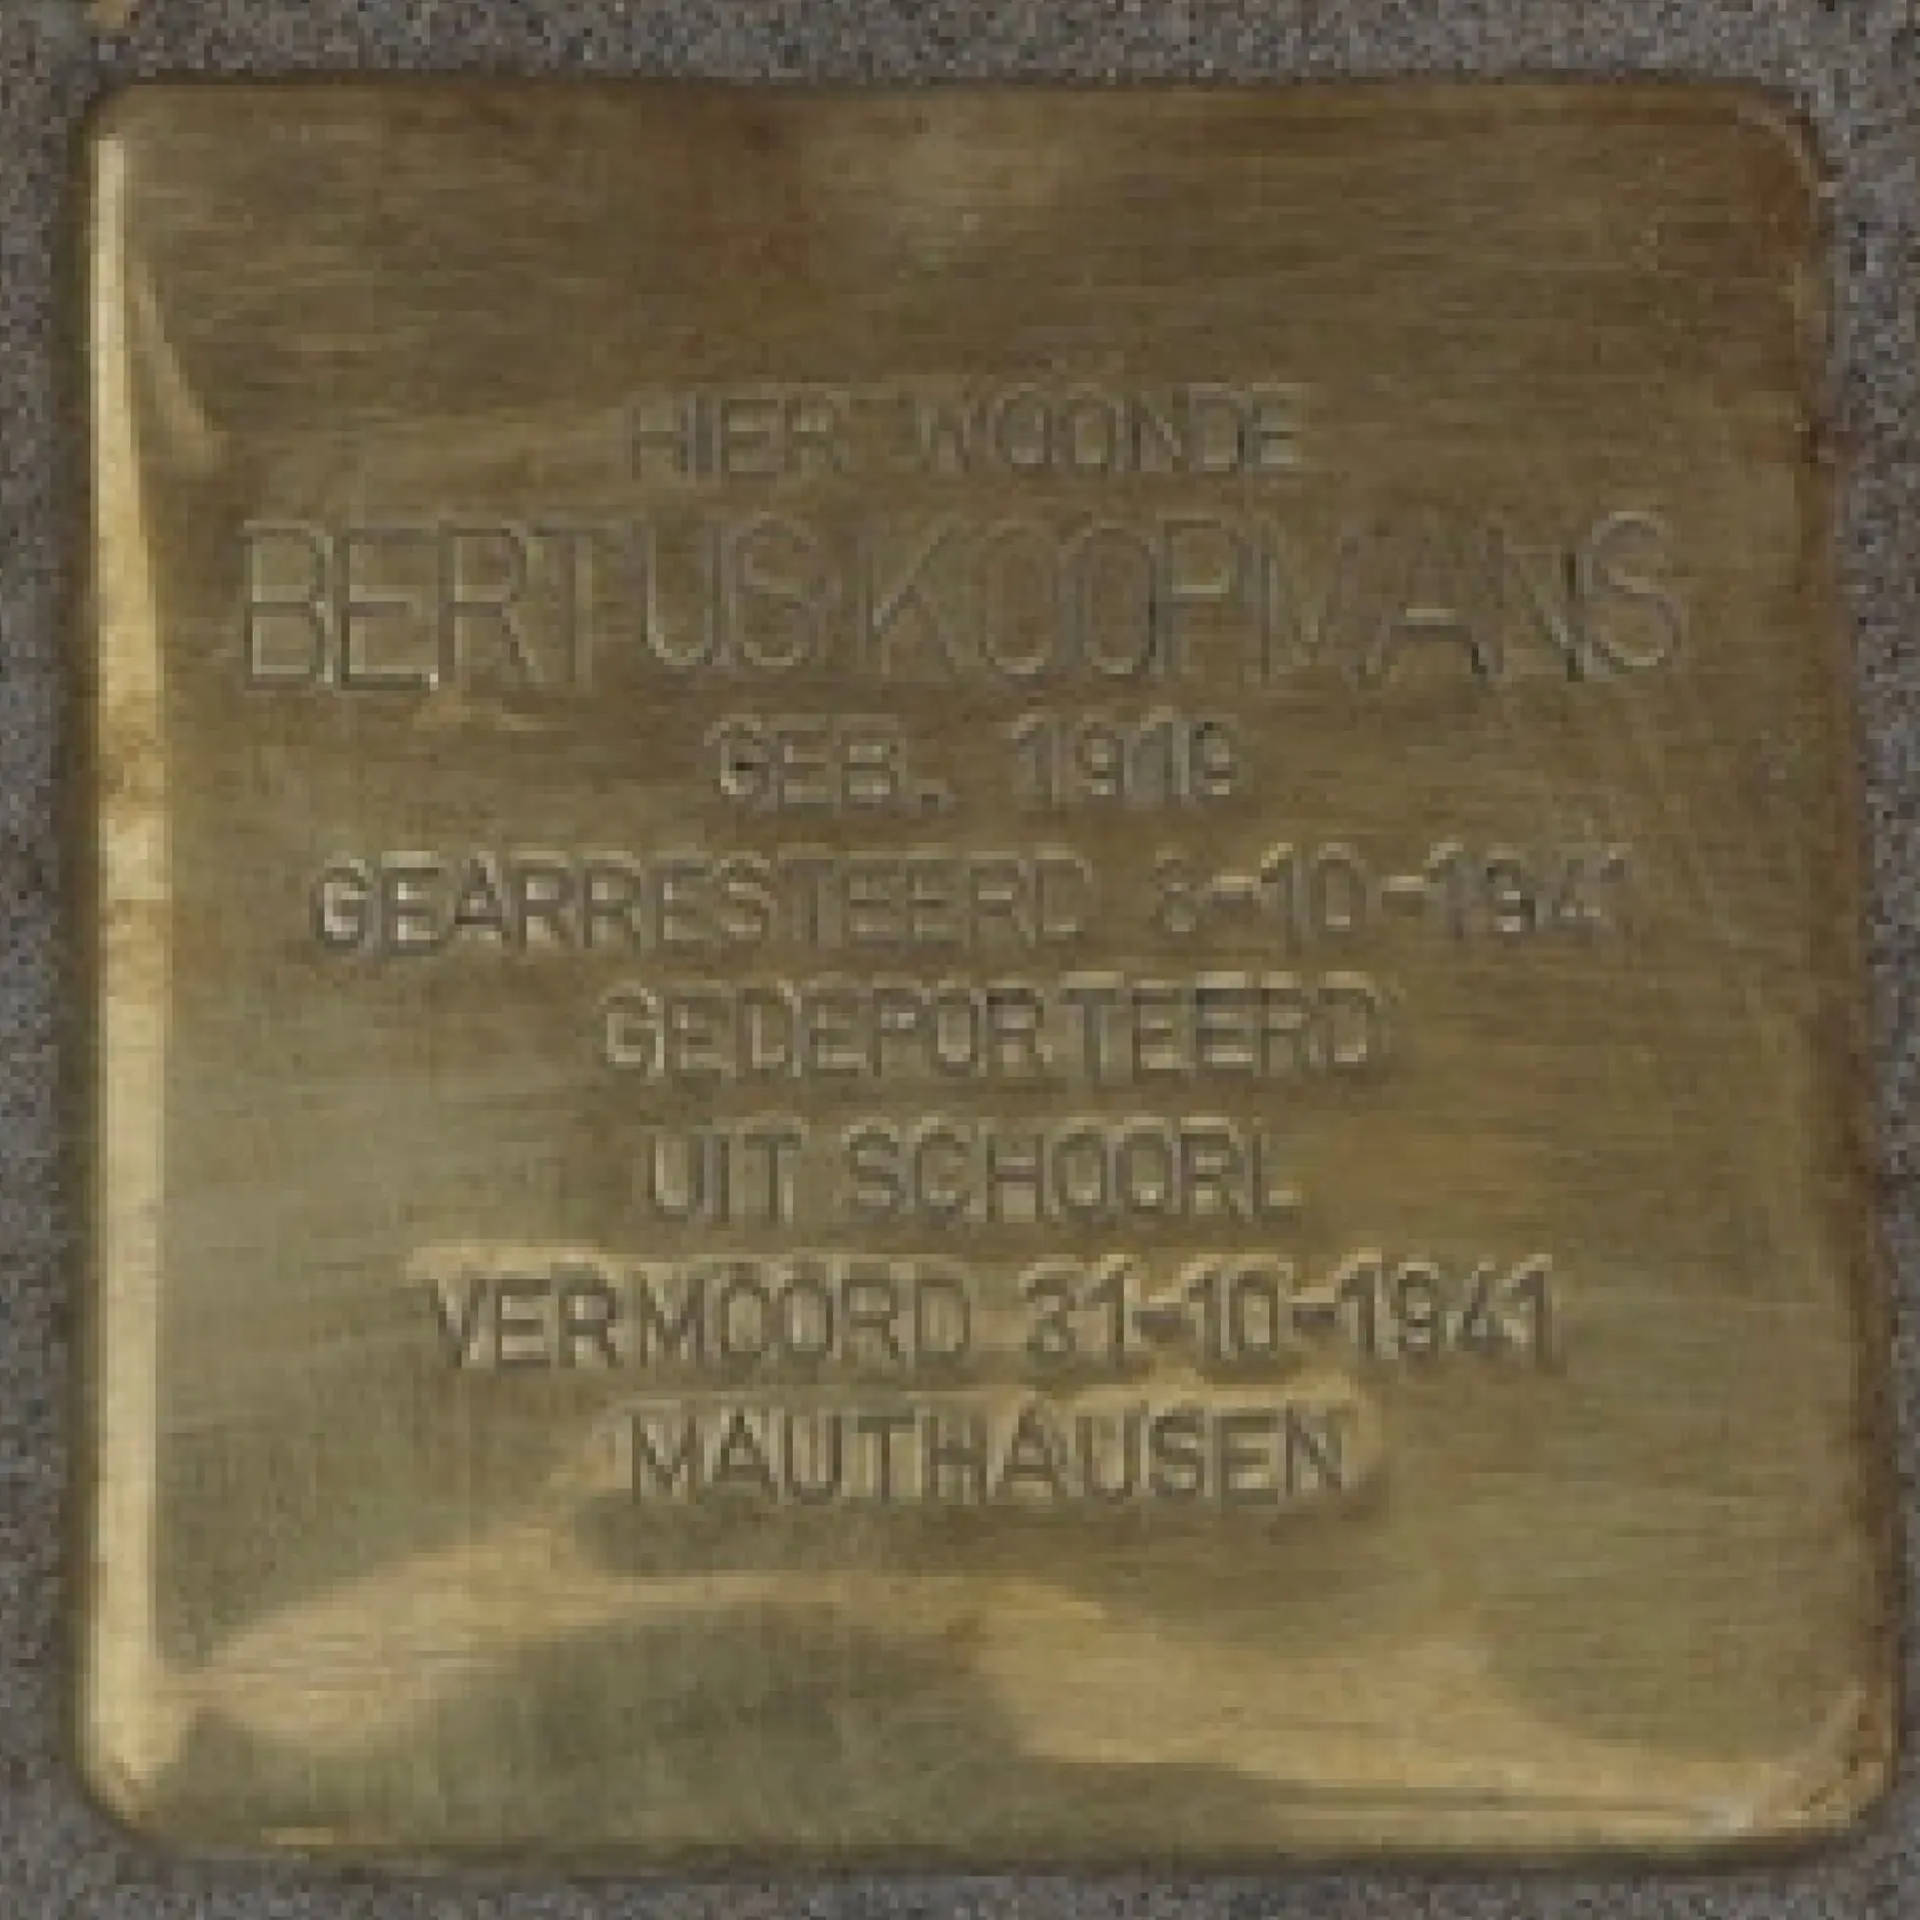 HIER WOONDE
BERTUS KOOPMANS
GEB. 1919
GEARRESTEERD
GEDEPORTEERD
UIT SCHOORL
VERMOORD 31-10-1941
MAUTHAUSEN